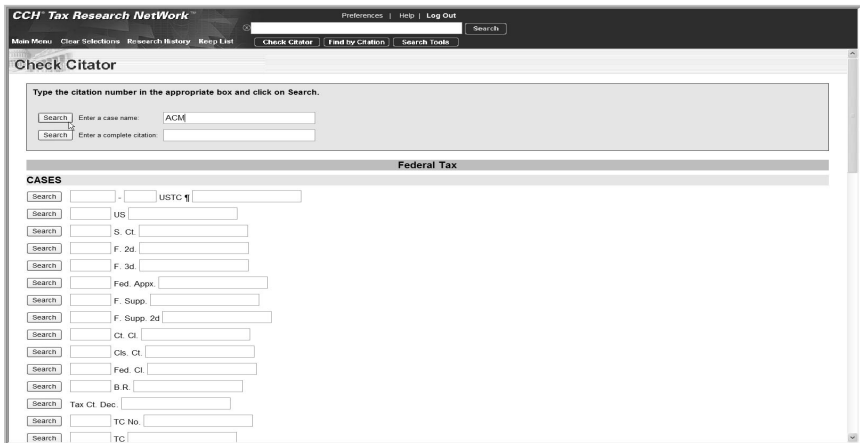 CCH® Tax Research NetWork™
Preferences | Help | Log Out
Search
Main Menu Clear Selections Research History Keep List Check Citator Find by Citation Search Tools
Check Citator
Type the citation number in the appropriate box and click on Search.
Search Enter a case name: ACM
Search Enter a complete citation:
Federal Tax
CASES
Search - USTC ¶
Search US
Search S. Ct.
Search F. 2d.
Search F. 3d.
Search Fed. Appx.
Search F. Supp.
Search F. Supp. 2d
Search Ct. Cl.
Search Cls. Ct.
Search Fed. Cl.
Search B.R.
Search Tax Ct. Dec.
Search TC No.
Search TC